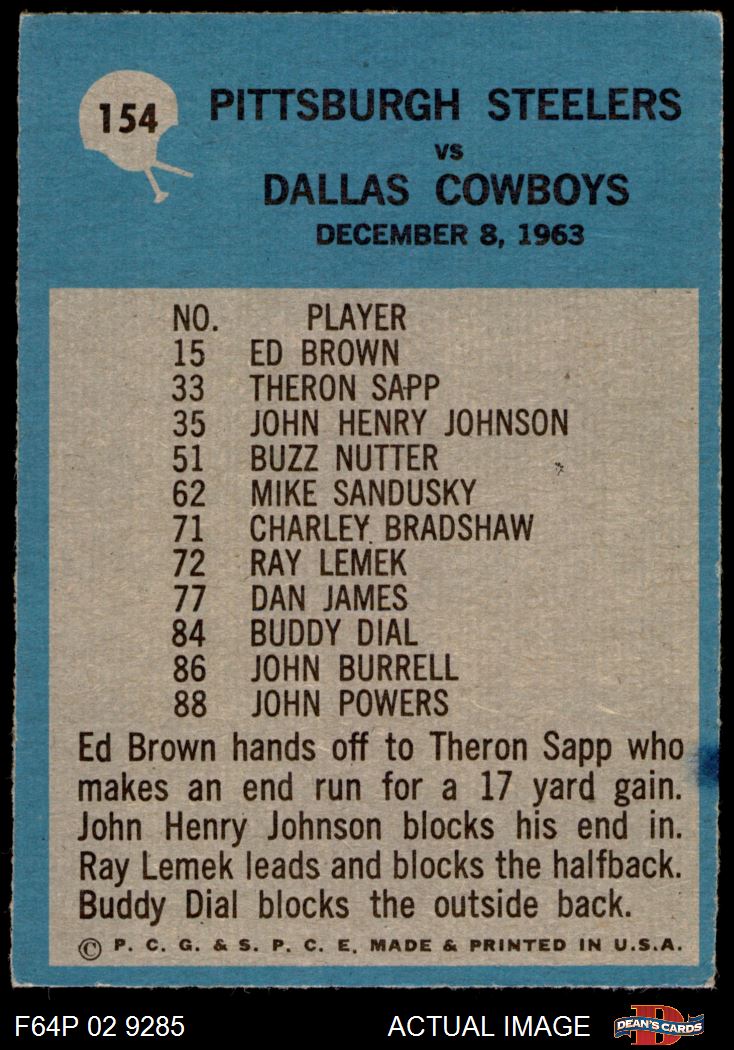 154
PITTSBURGH STEELERS
VS
DALLAS COWBOYS
DECEMBER 8, 1963
NO. PLAYER
15 ED BROWN
33 THERON SAPP
35 JOHN HENRY JOHNSON
51 BUZZ NUTTER
62 MIKE SANDUSKY
71 CHARLEY BRADSHAW
72 RAY LEMEK
77 DAN JAMES
84 BUDDY DIAL
86 JOHN BURRELL
88 JOHN POWERS
Ed Brown hands off to Theron Sapp who
makes an end run for a 17 yard gain.
John Henry Johnson blocks his end in.
Ray Lemek leads and blocks the halfback.
Buddy Dial blocks the outside back.
© P. C. G. & S. P. C. E. MADE & PRINTED IN U.S.A.
F64P 02 9285 ACTUAL IMAGE
D
DEAN'S CARDS